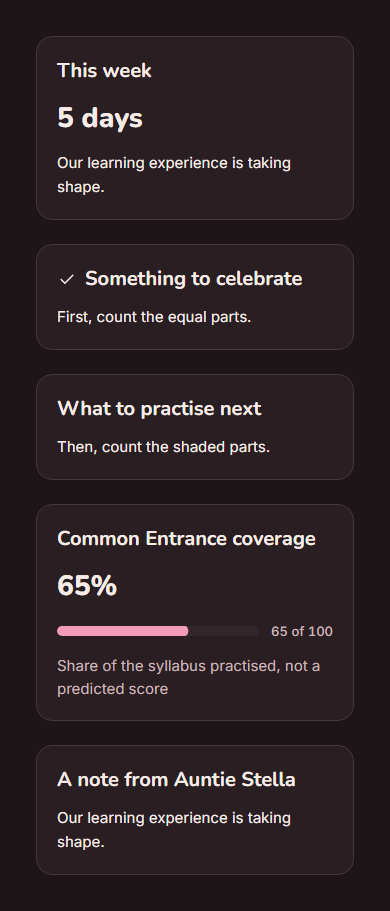 This week
5 days
Our learning experience is taking
shape.
Something to celebrate
First, count the equal parts.
What to practise next
Then, count the shaded parts.
Common Entrance coverage
65%
65 of 100
Share of the syllabus practised, not a
predicted score
A note from Auntie Stella
Our learning experience is taking
shape.